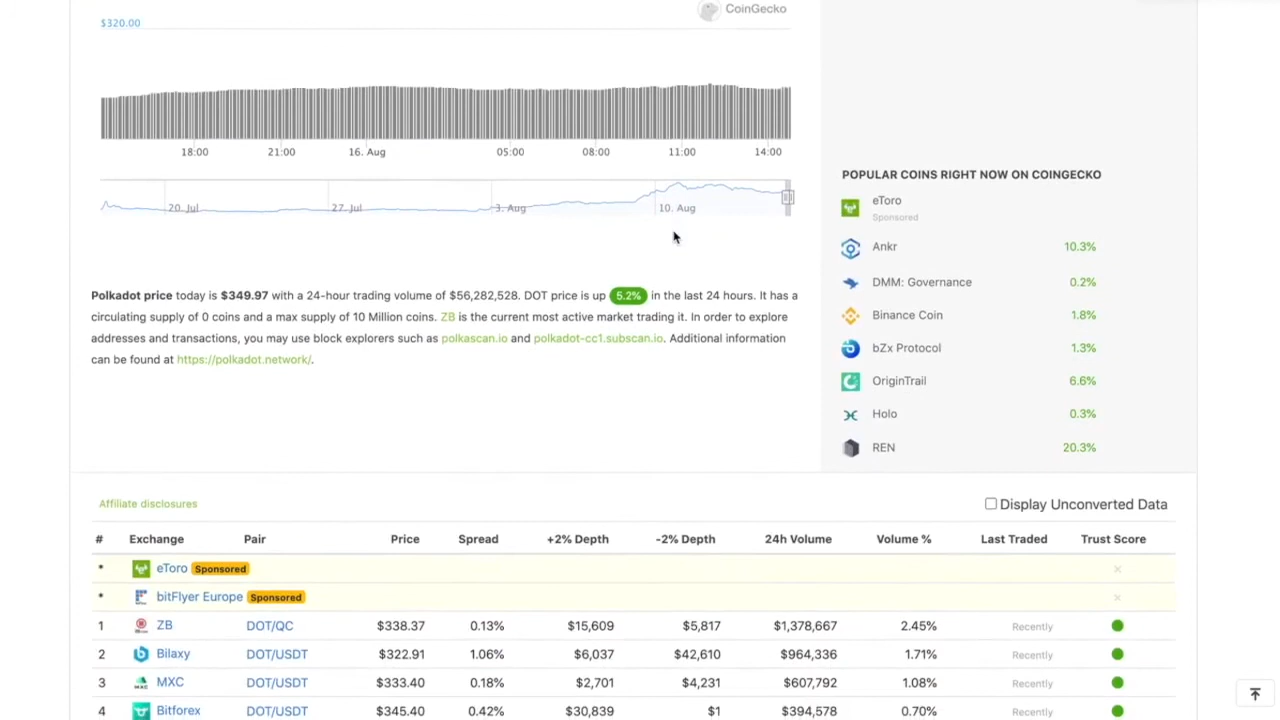 $320.00
CoinGecko
18:00 21:00 16. Aug 05:00 08:00 11:00 14:00
20. Jul 27. Jul 3. Aug 10. Aug
Polkadot price today is $349.97 with a 24-hour trading volume of $56,282,528. DOT price is up 5.2% in the last 24 hours. It has a
circulating supply of 0 coins and a max supply of 10 Million coins. ZB is the current most active market trading it. In order to explore
addresses and transactions, you may use block explorers such as polkascan.io and polkadot-cc1.subscan.io. Additional information
can be found at https://polkadot.network/.
POPULAR COINS RIGHT NOW ON COINGECKO
eToro
Sponsored
Ankr 10.3%
DMM: Governance 0.2%
Binance Coin 1.8%
bZx Protocol 1.3%
OriginTrail 6.6%
Holo 0.3%
REN 20.3%
Affiliate disclosures
Display Unconverted Data
# Exchange Pair Price Spread +2% Depth -2% Depth 24h Volume Volume % Last Traded Trust Score
* eToro Sponsored
* bitFlyer Europe Sponsored
1 ZB DOT/QC $338.37 0.13% $15,609 $5,817 $1,378,667 2.45% Recently
2 Bilaxy DOT/USDT $322.91 1.06% $6,037 $42,610 $964,336 1.71% Recently
3 MXC DOT/USDT $333.40 0.18% $2,701 $4,231 $607,792 1.08% Recently
4 Bitforex DOT/USDT $345.40 0.42% $30,839 $1 $394,578 0.70% Recently